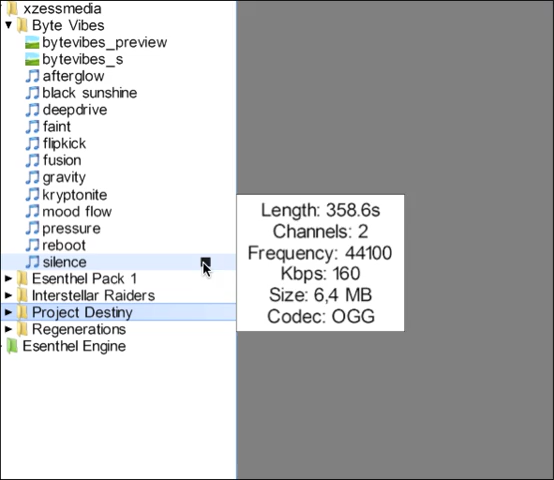 xzessmedia
Byte Vibes
bytevibes_preview
bytevibes_s
afterglow
black sunshine
deepdrive
faint
flipkick
fusion
gravity
kryptonite
mood flow
pressure
reboot
silence
Esenthel Pack 1
Interstellar Raiders
Project Destiny
Regenerations
Esenthel Engine
Length: 358.6s
Channels: 2
Frequency: 44100
Kbps: 160
Size: 6,4 MB
Codec: OGG